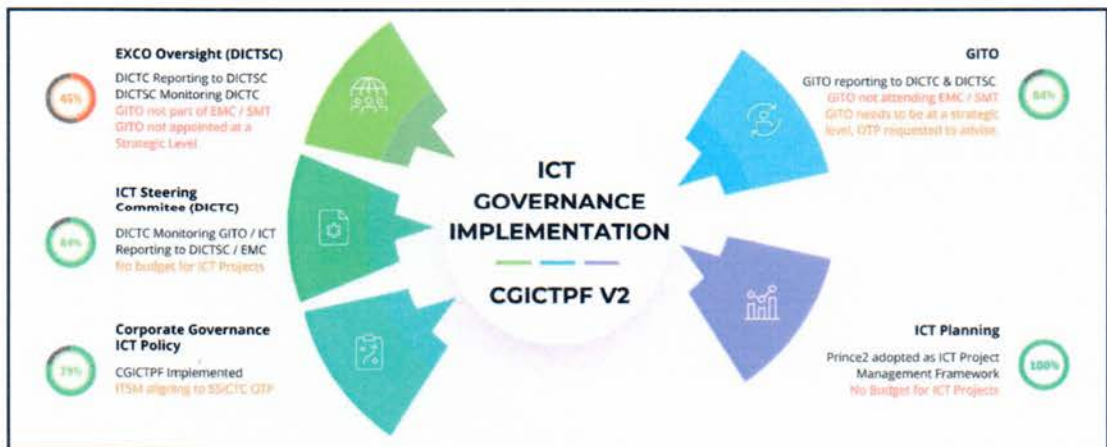 EXCO Oversight (DICTSC)
DICTC Reporting to DICTSC
DICTSC Monitoring DICTC
GITO not part of EMC / SMT
GITO not appointed at a
Strategic Level
45%
ICT Steering
Commitee (DICTC)
DICTC Monitoring GITO / ICT
Reporting to DICTSC / EMC
No budget for ICT Projects
84%
Corporate Governance
ICT Policy
CGICTPF Implemented
ITSM aligning to SSICTC OTP
79%
ICT
GOVERNANCE
IMPLEMENTATION
CGICTPF V2
GITO
GITO reporting to DICTC & DICTSC
GITO not attending EMC / SMT
GITO needs to be at a strategic
level, OTP requested to advise.
84%
ICT Planning
Prince2 adopted as ICT Project
Management Framework
No Budget for ICT Projects
100%